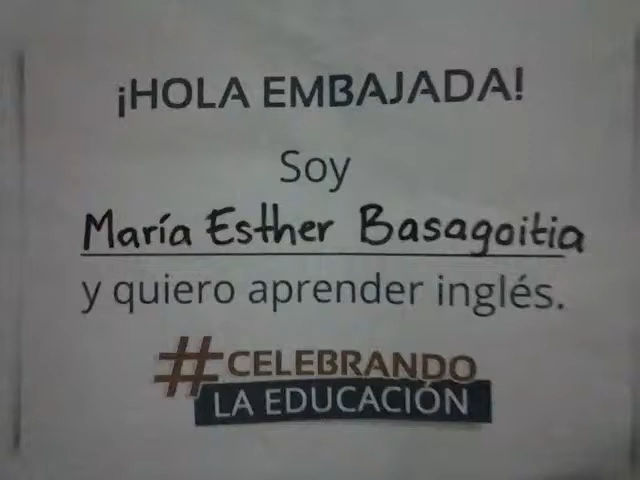 ¡HOLA EMBAJADA!
Soy
María Esther Basagoitia
y quiero aprender inglés.
#CELEBRANDO
LA EDUCACIÓN